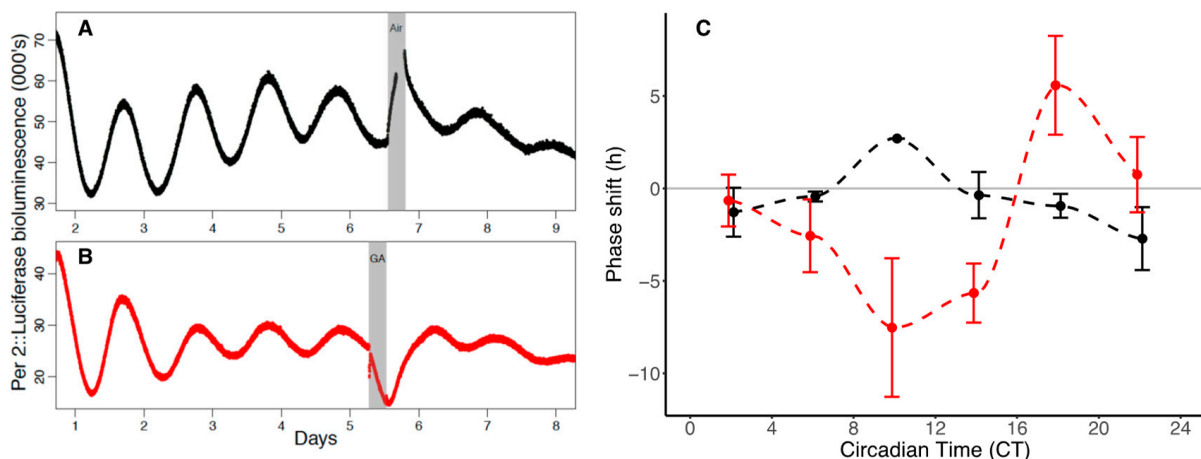 A
Air
70
60
50
40
30
2 3 4 5 6 7 8 9
B
GA
40
30
20
1 2 3 4 5 6 7 8
Days
Per 2::Luciferase bioluminescence (000's)
C
5
0
−5
−10
0 4 8 12 16 20 24
Circadian Time (CT)
Phase shift (h)